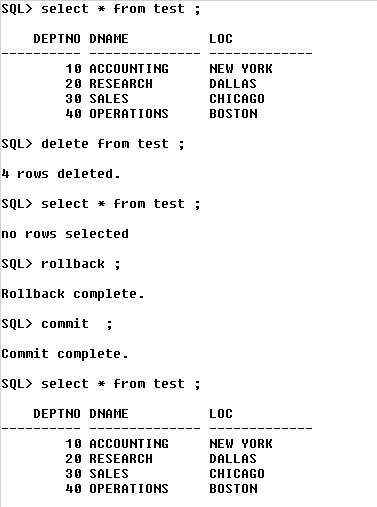 SQL> select * from test ;
    DEPTNO DNAME          LOC
---------- -------------- -------------
        10 ACCOUNTING     NEW YORK
        20 RESEARCH       DALLAS
        30 SALES          CHICAGO
        40 OPERATIONS     BOSTON
SQL> delete from test ;
4 rows deleted.
SQL> select * from test ;
no rows selected
SQL> rollback ;
Rollback complete.
SQL> commit  ;
Commit complete.
SQL> select * from test ;
    DEPTNO DNAME          LOC
---------- -------------- -------------
        10 ACCOUNTING     NEW YORK
        20 RESEARCH       DALLAS
        30 SALES          CHICAGO
        40 OPERATIONS     BOSTON